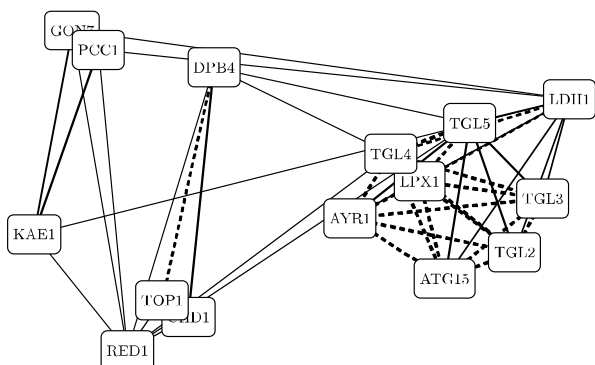 GON7
PCC1
DPB4
LDH1
TGL5
TGL4
LPX1
TGL3
AYR1
KAE1
TGL2
ATG15
TOP1
RED1